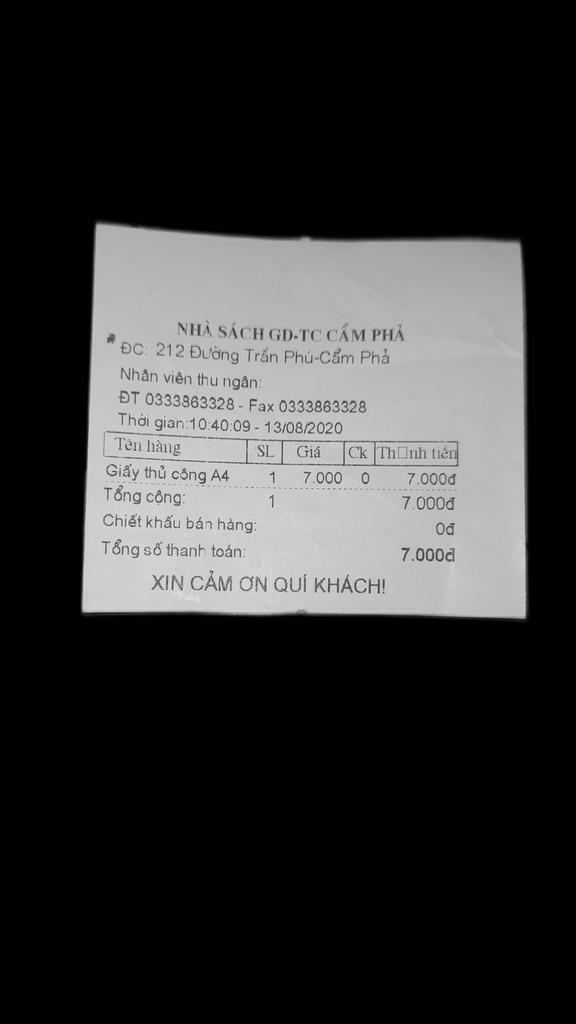 NHÀ SÁCH GD-TC CẨM PHẢ
ĐC: 212 Đường Trần Phú-Cẩm Phả
Nhân viên thu ngân:
ĐT 0333863328 - Fax 0333863328
Thời gian:10:40:09 - 13/08/2020
Tên hàng SL Giá Ck Th□nh tiền
Giấy thủ công A4 1 7.000 0 7.000đ
Tổng cộng: 1 7.000đ
Chiết khấu bán hàng: 0đ
Tổng số thanh toán: 7.000đ
XIN CẢM ƠN QUÍ KHÁCH!